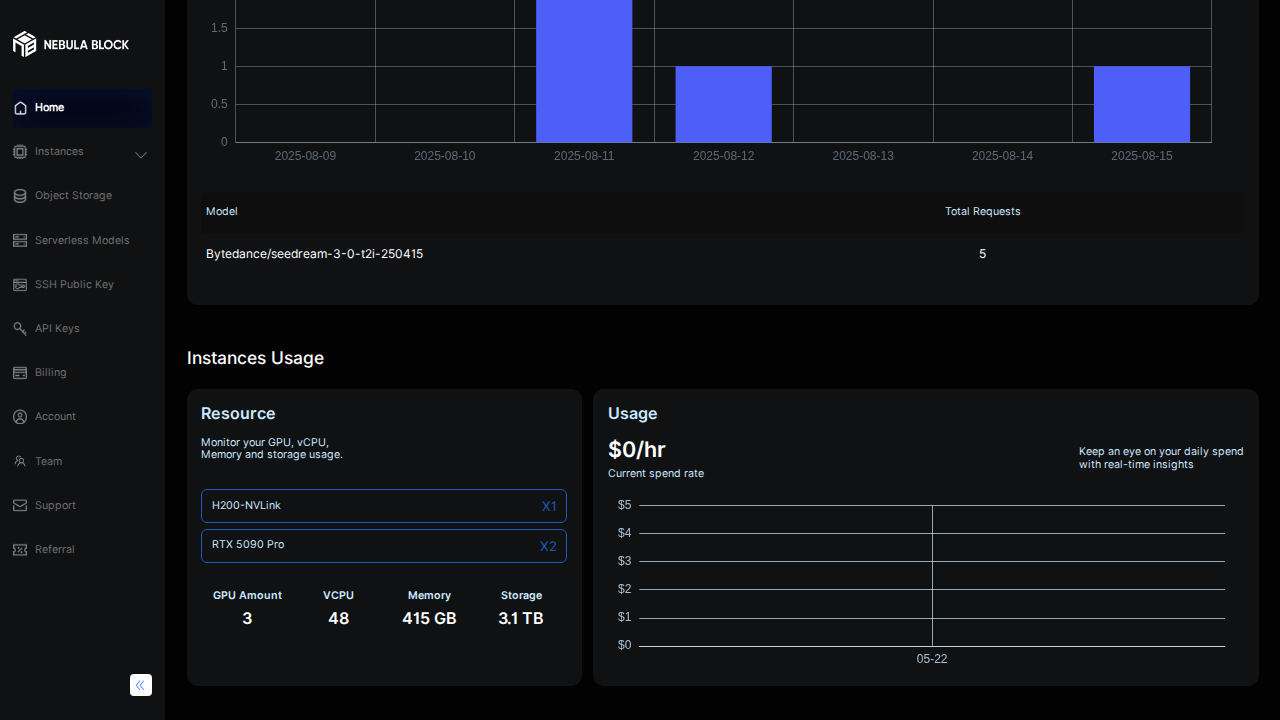 NEBULA BLOCK
Home
Instances
Object Storage
Serverless Models
SSH Public Key
API Keys
Billing
Account
Team
Support
Referral
1.5
1
0.5
0
2025-08-09 2025-08-10 2025-08-11 2025-08-12 2025-08-13 2025-08-14 2025-08-15
Model Total Requests
Bytedance/seedream-3-0-t2i-250415 5
Instances Usage
Resource
Monitor your GPU, vCPU,
Memory and storage usage.
H200-NVLink X1
RTX 5090 Pro X2
GPU Amount VCPU Memory Storage
3 48 415 GB 3.1 TB
Usage
$0/hr
Current spend rate
Keep an eye on your daily spend
with real-time insights
$5
$4
$3
$2
$1
$0
05-22